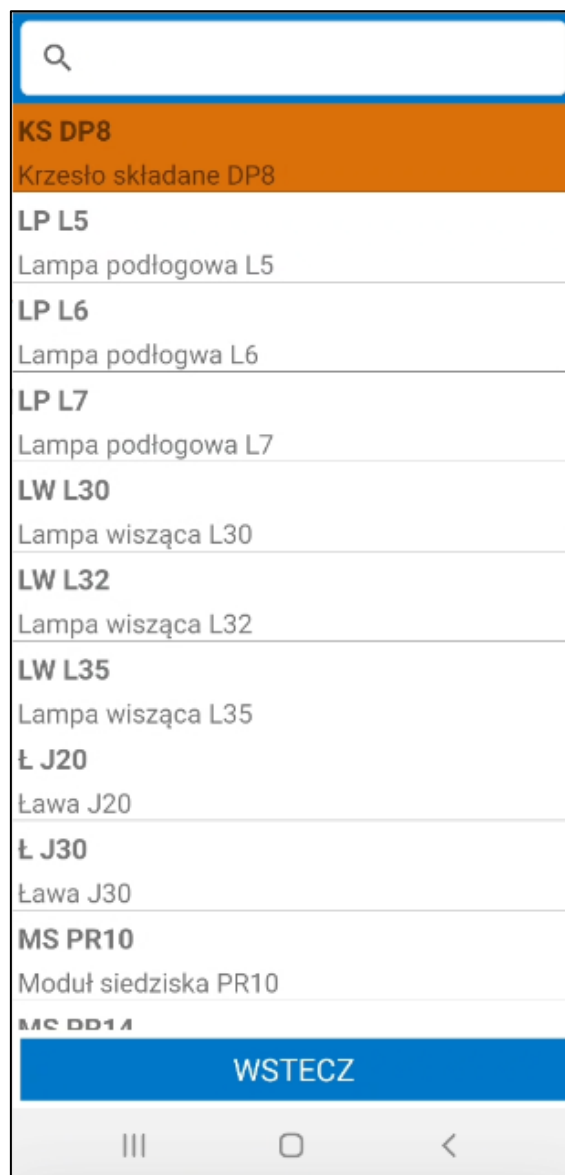 KS DP8
Krzesło składane DP8
LP L5
Lampa podłogowa L5
LP L6
Lampa podłogwa L6
LP L7
Lampa podłogowa L7
LW L30
Lampa wisząca L30
LW L32
Lampa wisząca L32
LW L35
Lampa wisząca L35
Ł J20
Ława J20
Ł J30
Ława J30
MS PR10
Moduł siedziska PR10
MS PR14
WSTECZ